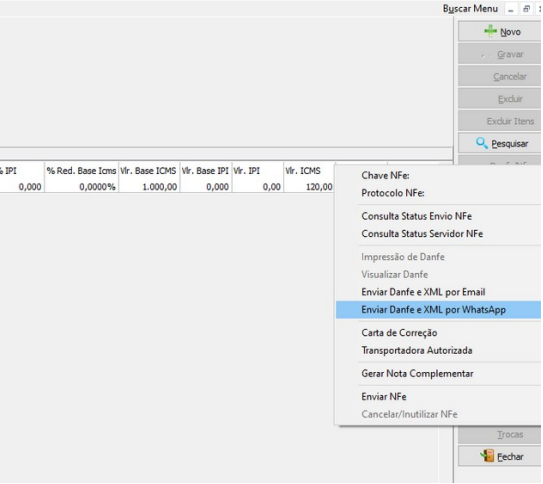 Buscar Menu
Novo
Gravar
Cancelar
Excluir
Excluir Itens
Pesquisar
% IPI % Red. Base Icms Vlr. Base ICMS Vlr. Base IPI Vlr. IPI Vlr. ICMS
0,000 0,0000% 1.000,00 0,000 0,00 120,00
Chave NFe:
Protocolo NFe:
Consulta Status Envio NFe
Consulta Status Servidor NFe
Impressão de Danfe
Visualizar Danfe
Enviar Danfe e XML por Email
Enviar Danfe e XML por WhatsApp
Carta de Correção
Transportadora Autorizada
Gerar Nota Complementar
Enviar NFe
Cancelar/Inutilizar NFe
Trocas
Fechar